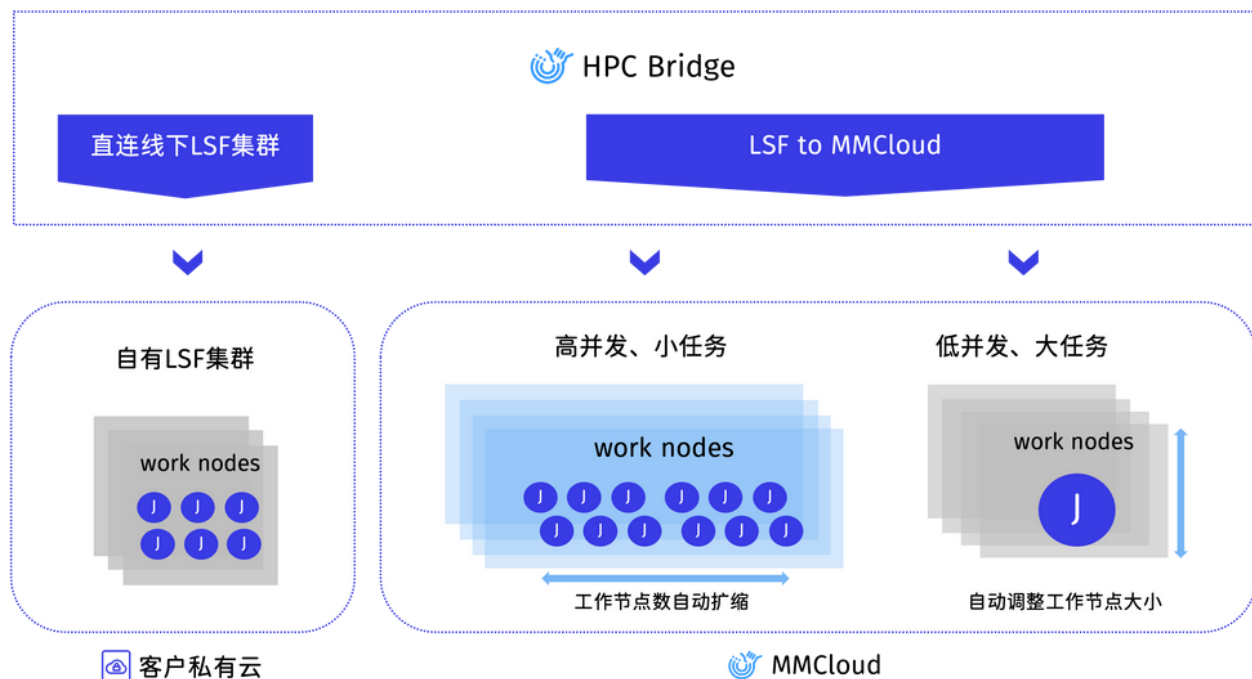 HPC Bridge
直连线下LSF集群
LSF to MMCloud
自有LSF集群
work nodes
J J J
J J J
客户私有云
高并发、小任务
work nodes
J J J J J J
J J J J J J
工作节点数自动扩缩
低并发、大任务
work nodes
J
自动调整工作节点大小
MMCloud